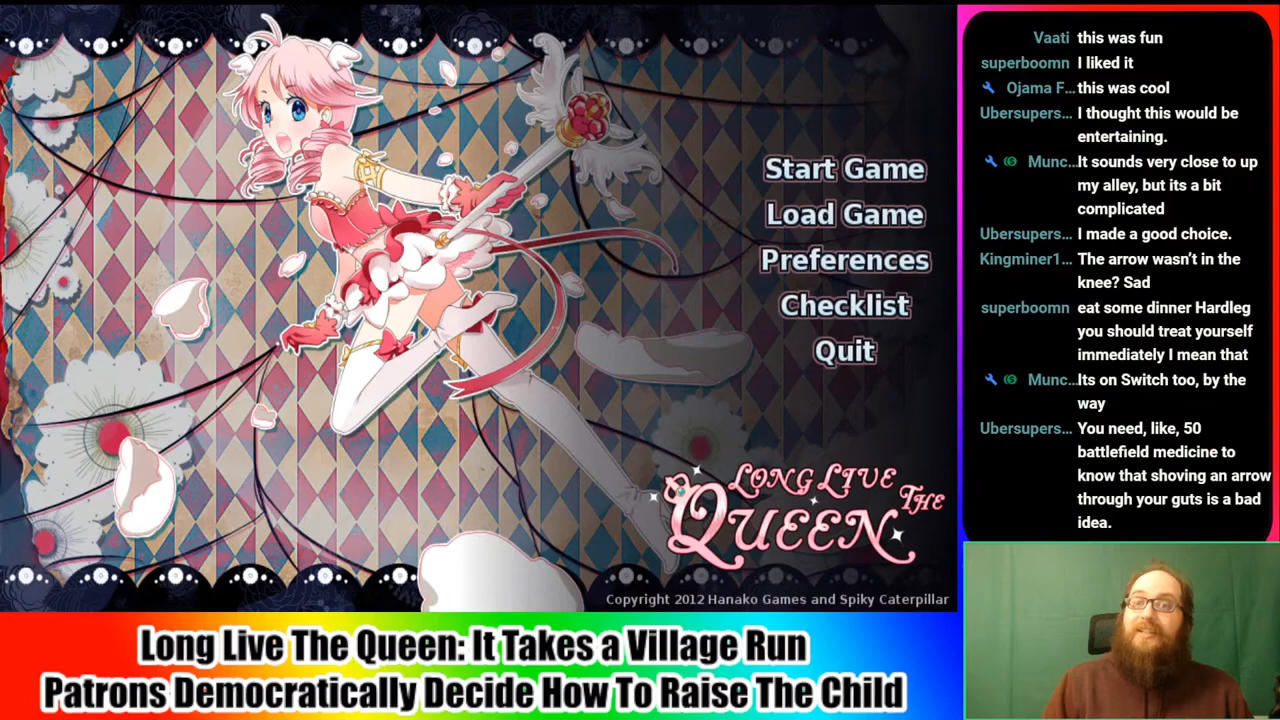 Start Game
Load Game
Preferences
Checklist
Quit
LONG LIVE
THE
QUEEN
Copyright 2012 Hanako Games and Spiky Caterpillar
Long Live The Queen: It Takes a Village Run
Patrons Democratically Decide How To Raise The Child
Vaati this was fun
superboomn I liked it
Ojama F... this was cool
Ubersupers... I thought this would be
entertaining.
Munc... It sounds very close to up
my alley, but its a bit
complicated
Ubersupers... I made a good choice.
Kingminer1... The arrow wasn't in the
knee? Sad
superboomn eat some dinner Hardleg
you should treat yourself
immediately I mean that
Munc... Its on Switch too, by the
way
Ubersupers... You need, like, 50
battlefield medicine to
know that shoving an arrow
through your guts is a bad
idea.